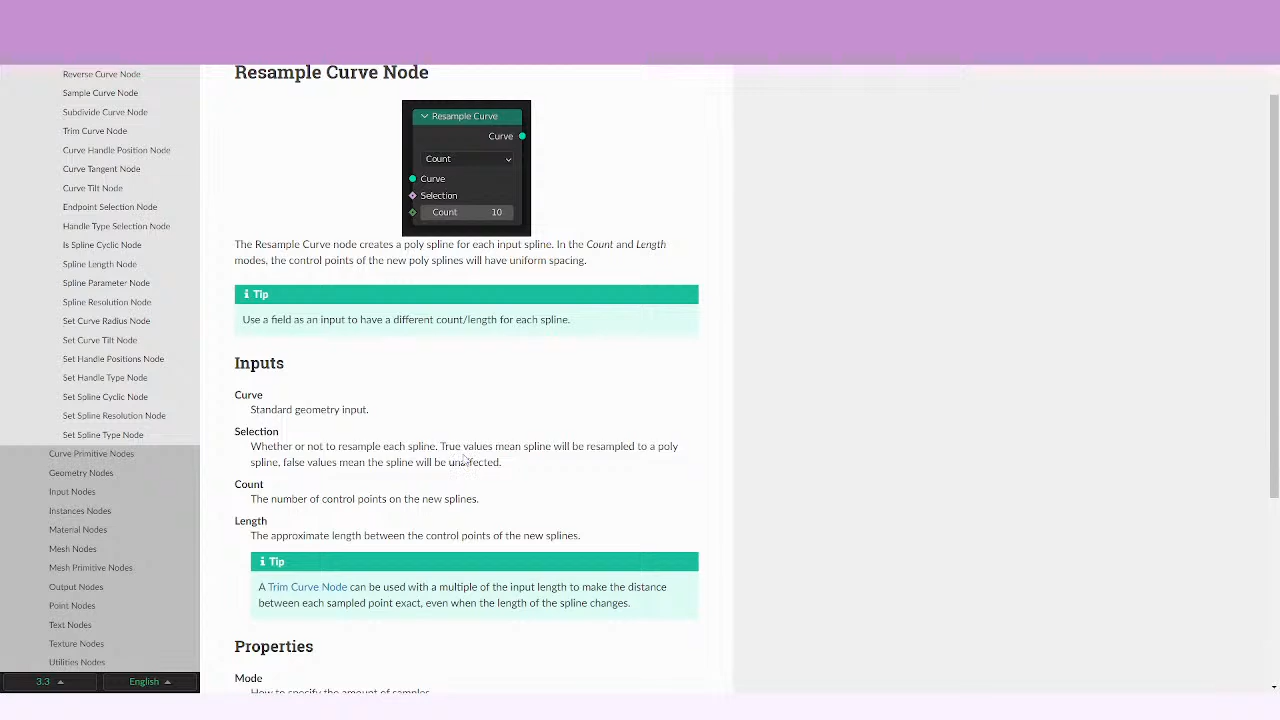 Reverse Curve Node
Sample Curve Node
Subdivide Curve Node
Trim Curve Node
Curve Handle Position Node
Curve Tangent Node
Curve Tilt Node
Endpoint Selection Node
Handle Type Selection Node
Is Spline Cyclic Node
Spline Length Node
Spline Parameter Node
Spline Resolution Node
Set Curve Radius Node
Set Curve Tilt Node
Set Handle Positions Node
Set Handle Type Node
Set Spline Cyclic Node
Set Spline Resolution Node
Set Spline Type Node
Curve Primitive Nodes
Geometry Nodes
Input Nodes
Instances Nodes
Material Nodes
Mesh Nodes
Mesh Primitive Nodes
Output Nodes
Point Nodes
Text Nodes
Texture Nodes
Utilities Nodes
3.3
English
Resample Curve Node
Resample Curve
Curve
Count
Curve
Selection
Count 10
The Resample Curve node creates a poly spline for each input spline. In the Count and Length
modes, the control points of the new poly splines will have uniform spacing.
Tip
Use a field as an input to have a different count/length for each spline.
Inputs
Curve
Standard geometry input.
Selection
Whether or not to resample each spline. True values mean spline will be resampled to a poly
spline, false values mean the spline will be unaffected.
Count
The number of control points on the new splines.
Length
The approximate length between the control points of the new splines.
Tip
A Trim Curve Node can be used with a multiple of the input length to make the distance
between each sampled point exact, even when the length of the spline changes.
Properties
Mode
How to specify the amount of samples.